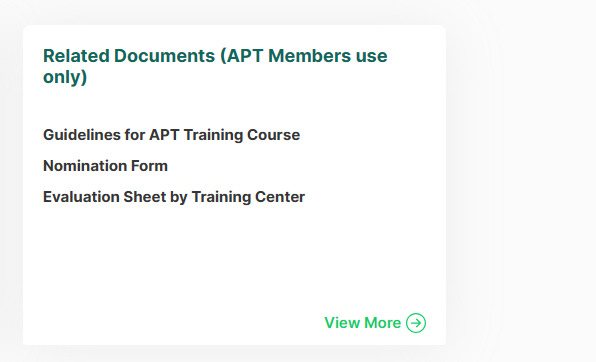 Related Documents (APT Members use
only)
Guidelines for APT Training Course
Nomination Form
Evaluation Sheet by Training Center
View More